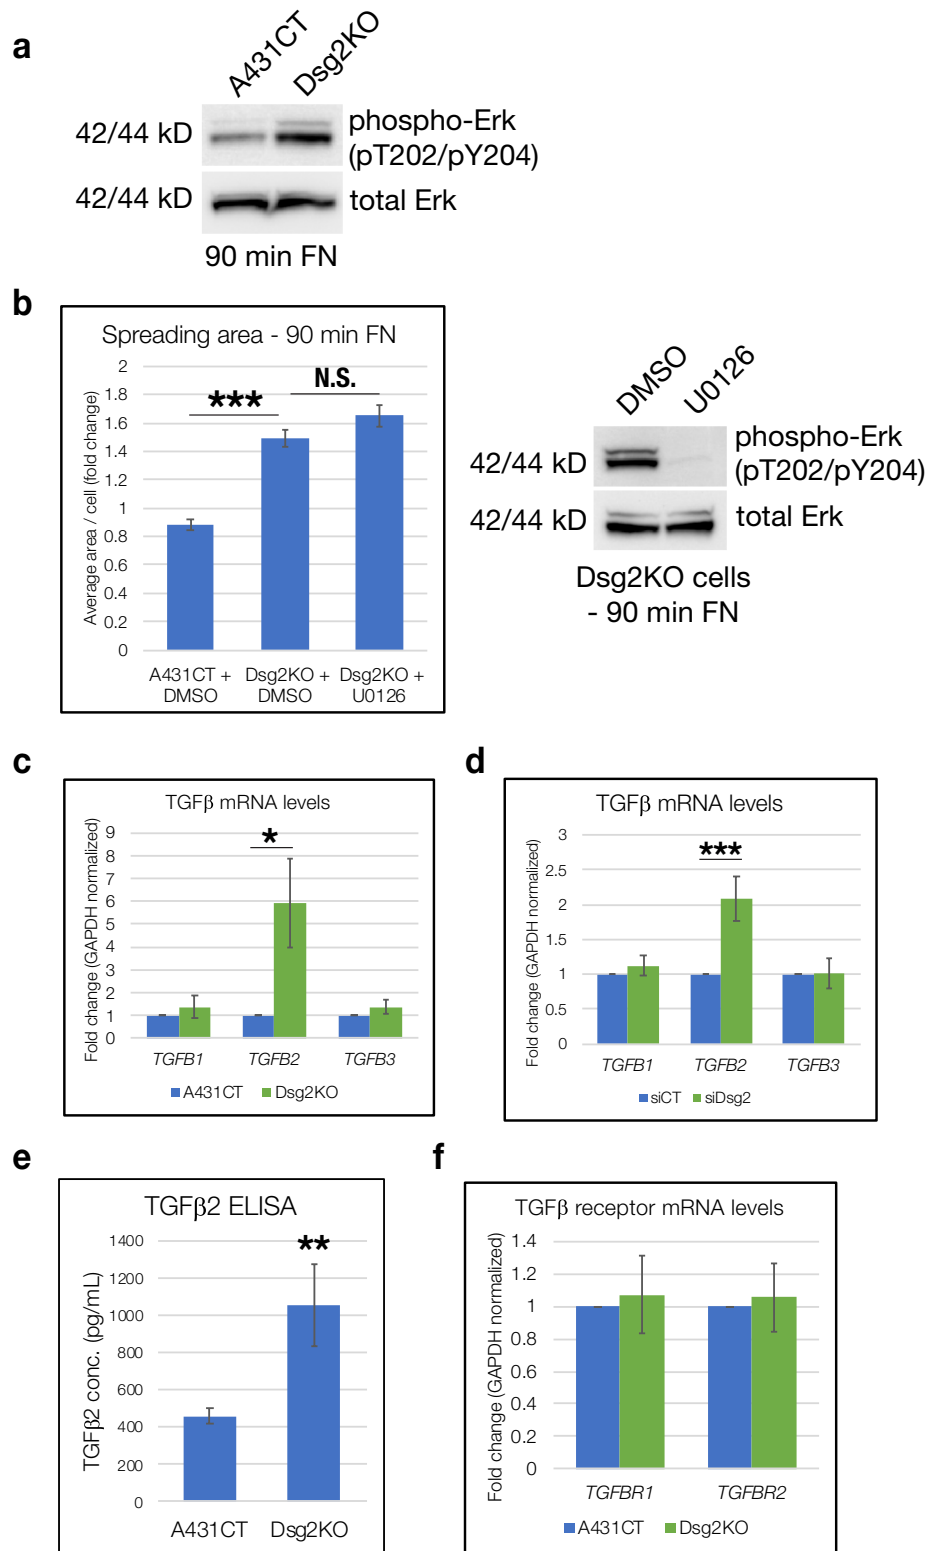 a
A431CT
Dsg2KO
42/44 kD
phospho-Erk
(pT202/pY204)
42/44 kD
total Erk
90 min FN
b
Spreading area - 90 min FN
Average area / cell (fold change)
2
1.8
1.6
1.4
1.2
1
0.8
0.6
0.4
0.2
0
***
N.S.
A431CT + DMSO
Dsg2KO + DMSO
Dsg2KO + U0126
DMSO
U0126
42/44 kD
phospho-Erk
(pT202/pY204)
42/44 kD
total Erk
Dsg2KO cells
- 90 min FN
c
TGFβ mRNA levels
Fold change (GAPDH normalized)
9
8
7
6
5
4
3
2
1
0
*
TGFB1
TGFB2
TGFB3
A431CT
Dsg2KO
d
TGFβ mRNA levels
Fold change (GAPDH normalized)
3
2.5
2
1.5
1
0.5
0
***
TGFB1
TGFB2
TGFB3
siCT
siDsg2
e
TGFβ2 ELISA
TGFβ2 conc. (pg/mL)
1400
1200
1000
800
600
400
200
0
**
A431CT
Dsg2KO
f
TGFβ receptor mRNA levels
Fold change (GAPDH normalized)
1.4
1.2
1
0.8
0.6
0.4
0.2
0
TGFBR1
TGFBR2
A431CT
Dsg2KO